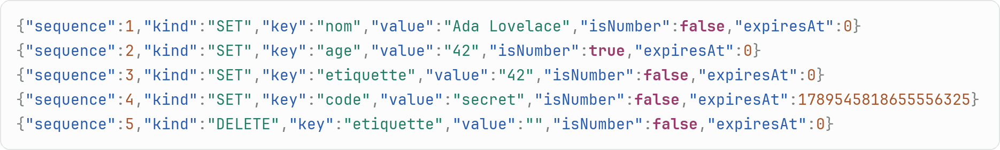 {"sequence":1,"kind":"SET","key":"nom","value":"Ada Lovelace","isNumber":false,"expiresAt":0}
{"sequence":2,"kind":"SET","key":"age","value":"42","isNumber":true,"expiresAt":0}
{"sequence":3,"kind":"SET","key":"etiquette","value":"42","isNumber":false,"expiresAt":0}
{"sequence":4,"kind":"SET","key":"code","value":"secret","isNumber":false,"expiresAt":1789545818655556325}
{"sequence":5,"kind":"DELETE","key":"etiquette","value":"","isNumber":false,"expiresAt":0}